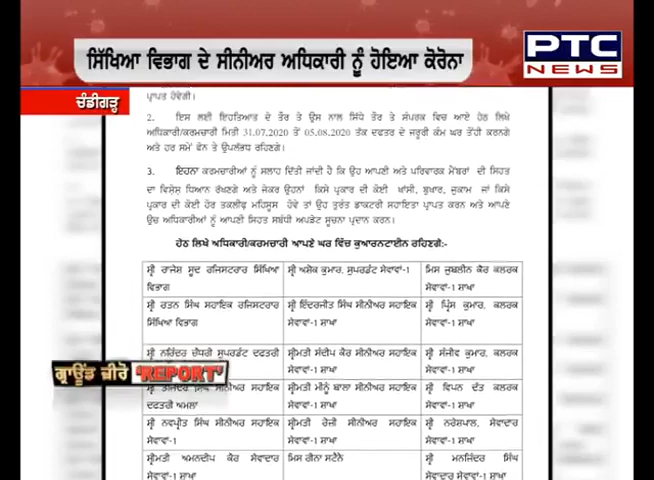 ਸਿੱਖਿਆ ਵਿਭਾਗ ਦੇ ਸੀਨੀਅਰ ਅਧਿਕਾਰੀ ਨੂੰ ਹੋਇਆ ਕੋਰੋਨਾ
PTC
NEWS
ਚੰਡੀਗੜ੍ਹ
ਪ੍ਰਾਪਤ ਹੋਵੇਗੀ।
2. ਇਸ ਲਈ ਇਹਤਿਆਤ ਦੇ ਤੌਰ ਤੇ ਉਸ ਨਾਲ ਸਿੱਧੇ ਤੌਰ ਤੇ ਸੰਪਰਕ ਵਿਚ ਆਏ ਹੇਠ ਲਿਖੇ
ਅਧਿਕਾਰੀ/ਕਰਮਚਾਰੀ ਮਿਤੀ 31.07.2020 ਤੋਂ 05.08.2020 ਤੱਕ ਦਫਤਰ ਦੇ ਜਰੂਰੀ ਕੰਮ ਘਰ ਤੋਂਹੀ ਕਰਨਗੇ
ਅਤੇ ਹਰ ਸਮੇਂ ਫੋਨ ਤੇ ਉਪਲੱਬਧ ਰਹਿਣਗੇ।
3. ਇਹਨਾ ਕਰਮਚਾਰੀਆਂ ਨੂੰ ਸਲਾਹ ਦਿੱਤੀ ਜਾਂਦੀ ਹੈ ਕਿ ਉਹ ਆਪਣੀ ਅਤੇ ਪਰਿਵਾਰਕ ਮੈਂਬਰਾਂ ਦੀ ਸਿਹਤ
ਦਾ ਵਿਸ਼ੇਸ਼ ਧਿਆਨ ਰੱਖਣਗੇ ਅਤੇ ਜੇਕਰ ਉਹਨਾਂ ਕਿਸੇ ਪ੍ਰਕਾਰ ਦੀ ਕੋਈ ਖਾਂਸੀ, ਬੁਖਾਰ, ਜੁਕਾਮ ਜਾਂ ਕਿਸੇ
ਪ੍ਰਕਾਰ ਦੀ ਕੋਈ ਹੋਰ ਤਕਲੀਫ ਮਹਿਸੂਸ ਹੋਵੇ ਤਾਂ ਉਹ ਤੁਰੰਤ ਡਾਕਟਰੀ ਸਹਾਇਤਾ ਪ੍ਰਾਪਤ ਕਰਨ ਅਤੇ ਆਪਣੇ
ਉਚ ਅਧਿਕਾਰੀਆਂ ਨੂੰ ਆਪਣੀ ਸਿਹਤ ਸਬੰਧੀ ਅਪਡੇਟ ਸੂਚਨਾ ਪ੍ਰਦਾਨ ਕਰਨ।
ਹੇਠ ਲਿਖੇ ਅਧਿਕਾਰੀ/ਕਰਮਚਾਰੀ ਆਪਣੇ ਘਰ ਵਿੱਚ ਕੁਆਰਨਟਾਈਨ ਰਹਿਣਗੇ:-
ਸ਼੍ਰੀ ਰਾਜੇਸ਼ ਸੂਦ ਰਜਿਸਟਰਾਰ ਸਿੱਖਿਆ ਸ਼੍ਰੀ ਅਸ਼ੋਕ ਕੁਮਾਰ, ਸੁਪਰਡੰਟ ਸੇਵਾਵਾਂ-1 ਮਿਸ ਜੁਬਲੀਨ ਕੌਰ ਕਲਰਕ
ਵਿਭਾਗ ਸੇਵਾਵਾਂ-1 ਸ਼ਾਖਾ
ਸ਼੍ਰੀ ਰਤਨ ਸਿੰਘ ਸਹਾਇਕ ਰਜਿਸਟਰਾਰ ਸ਼੍ਰੀ ਇੰਦਰਜੀਤ ਸਿੰਘ ਸੀਨੀਅਰ ਸਹਾਇਕ ਸ਼੍ਰੀ ਪ੍ਰਿੰਸ ਕੁਮਾਰ, ਕਲਰਕ
ਸਿੱਖਿਆ ਵਿਭਾਗ ਸੇਵਾਵਾਂ-1 ਸ਼ਾਖਾ ਸੇਵਾਵਾਂ-1 ਸ਼ਾਖਾ
ਸ਼੍ਰੀ ਨਰਿੰਦਰ ਚੌਧਰੀ ਸੁਪਰਡੰਟ ਦਫਤਰੀ ਸ਼੍ਰੀਮਤੀ ਸੰਦੀਪ ਕੌਰ ਸੀਨੀਅਰ ਸਹਾਇਕ ਸ਼੍ਰੀ ਸੰਜੀਵ ਕੁਮਾਰ, ਕਲਰਕ
ਸੇਵਾਵਾਂ-1 ਸ਼ਾਖਾ ਸੇਵਾਵਾਂ-1 ਸ਼ਾਖਾ
ਗ੍ਰਾਊਂਡ ਜ਼ੀਰੋ 'REPORT'
ਸਿੰਘ ਸੀਨੀਅਰ ਸਹਾਇਕ ਸ਼੍ਰੀਮਤੀ ਮੀਨੂੰ ਬਾਲਾ ਸੀਨੀਅਰ ਸਹਾਇਕ ਸ਼੍ਰੀ ਵਿਪਨ ਦੱਤ ਕਲਰਕ
ਦਫਤਰੀ ਅਮਲਾ ਸੇਵਾਵਾਂ-1 ਸ਼ਾਖਾ ਸੇਵਾਵਾਂ-1 ਸ਼ਾਖਾ
ਸ਼੍ਰੀ ਨਵਪ੍ਰੀਤ ਸਿੰਘ ਸੀਨੀਅਰ ਸਹਾਇਕ ਸ਼੍ਰੀਮਤੀ ਰੋਜ਼ੀ ਸੀਨੀਅਰ ਸਹਾਇਕ ਸ਼੍ਰੀ ਨਰੇਸ਼ਪਾਲ, ਸੇਵਾਦਾਰ
ਸੇਵਾਵਾਂ-1 ਸੇਵਾਵਾਂ-1 ਸ਼ਾਖਾ ਸੇਵਾਵਾਂ-1 ਸ਼ਾਖਾ
ਸ਼੍ਰੀਮਤੀ ਅਮਨਦੀਪ ਕੌਰ ਸੇਵਾਦਾਰ ਮਿਸ ਰੀਨਾ ਸਟੈਨੋ ਸ਼੍ਰੀ ਮਨਜਿੰਦਰ ਸਿੰਘ
ਸੇਵਾਵਾਂ-1 ਸ਼ਾਖਾ ਸੇਵਾਦਾਰ ਸੇਵਾਵਾਂ-1 ਸ਼ਾਖਾ